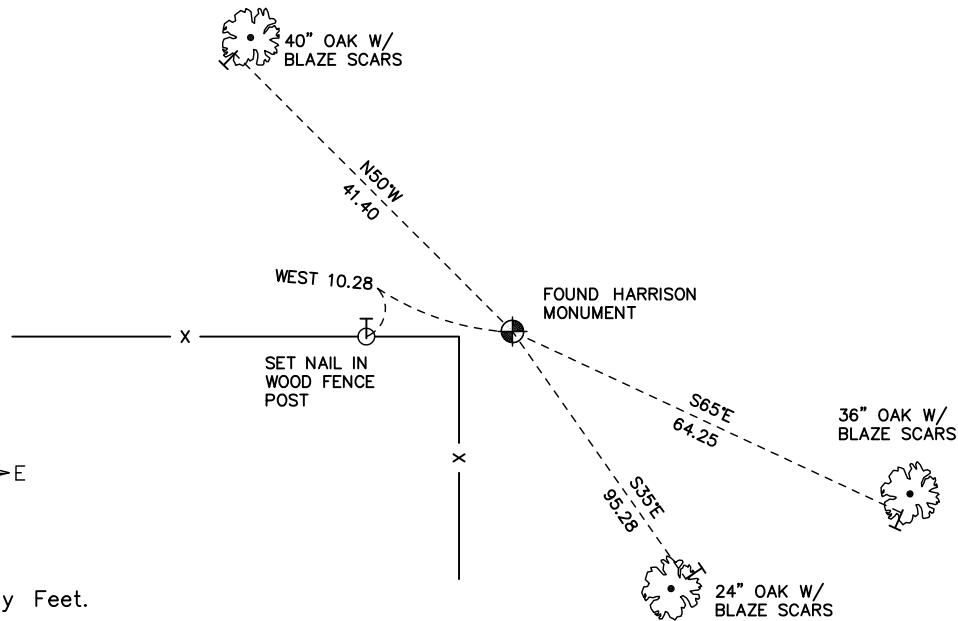 40” OAK W/
BLAZE SCARS
N50°W
41.40
WEST 10.28
FOUND HARRISON
MONUMENT
X
SET NAIL IN
WOOD FENCE
POST
S65°E
64.25
36” OAK W/
BLAZE SCARS
X
E
S35°E
95.28
y Feet.
24” OAK W/
BLAZE SCARS